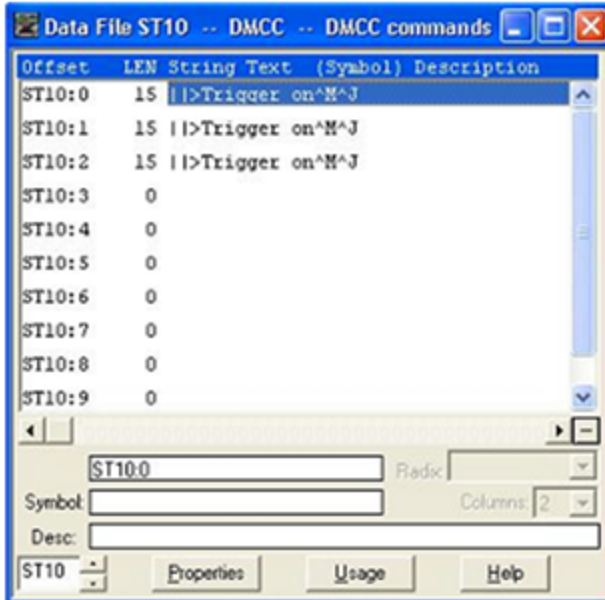 Data File ST10 -- DMCC -- DMCC commands
Offset LEN String Text (Symbol) Description
ST10:0 15 ||>Trigger on^M^J
ST10:1 15 ||>Trigger on^M^J
ST10:2 15 ||>Trigger on^M^J
ST10:3 0
ST10:4 0
ST10:5 0
ST10:6 0
ST10:7 0
ST10:8 0
ST10:9 0
ST10:0 Radix:
Symbol: Columns: 2
Desc:
ST10 Properties Usage Help